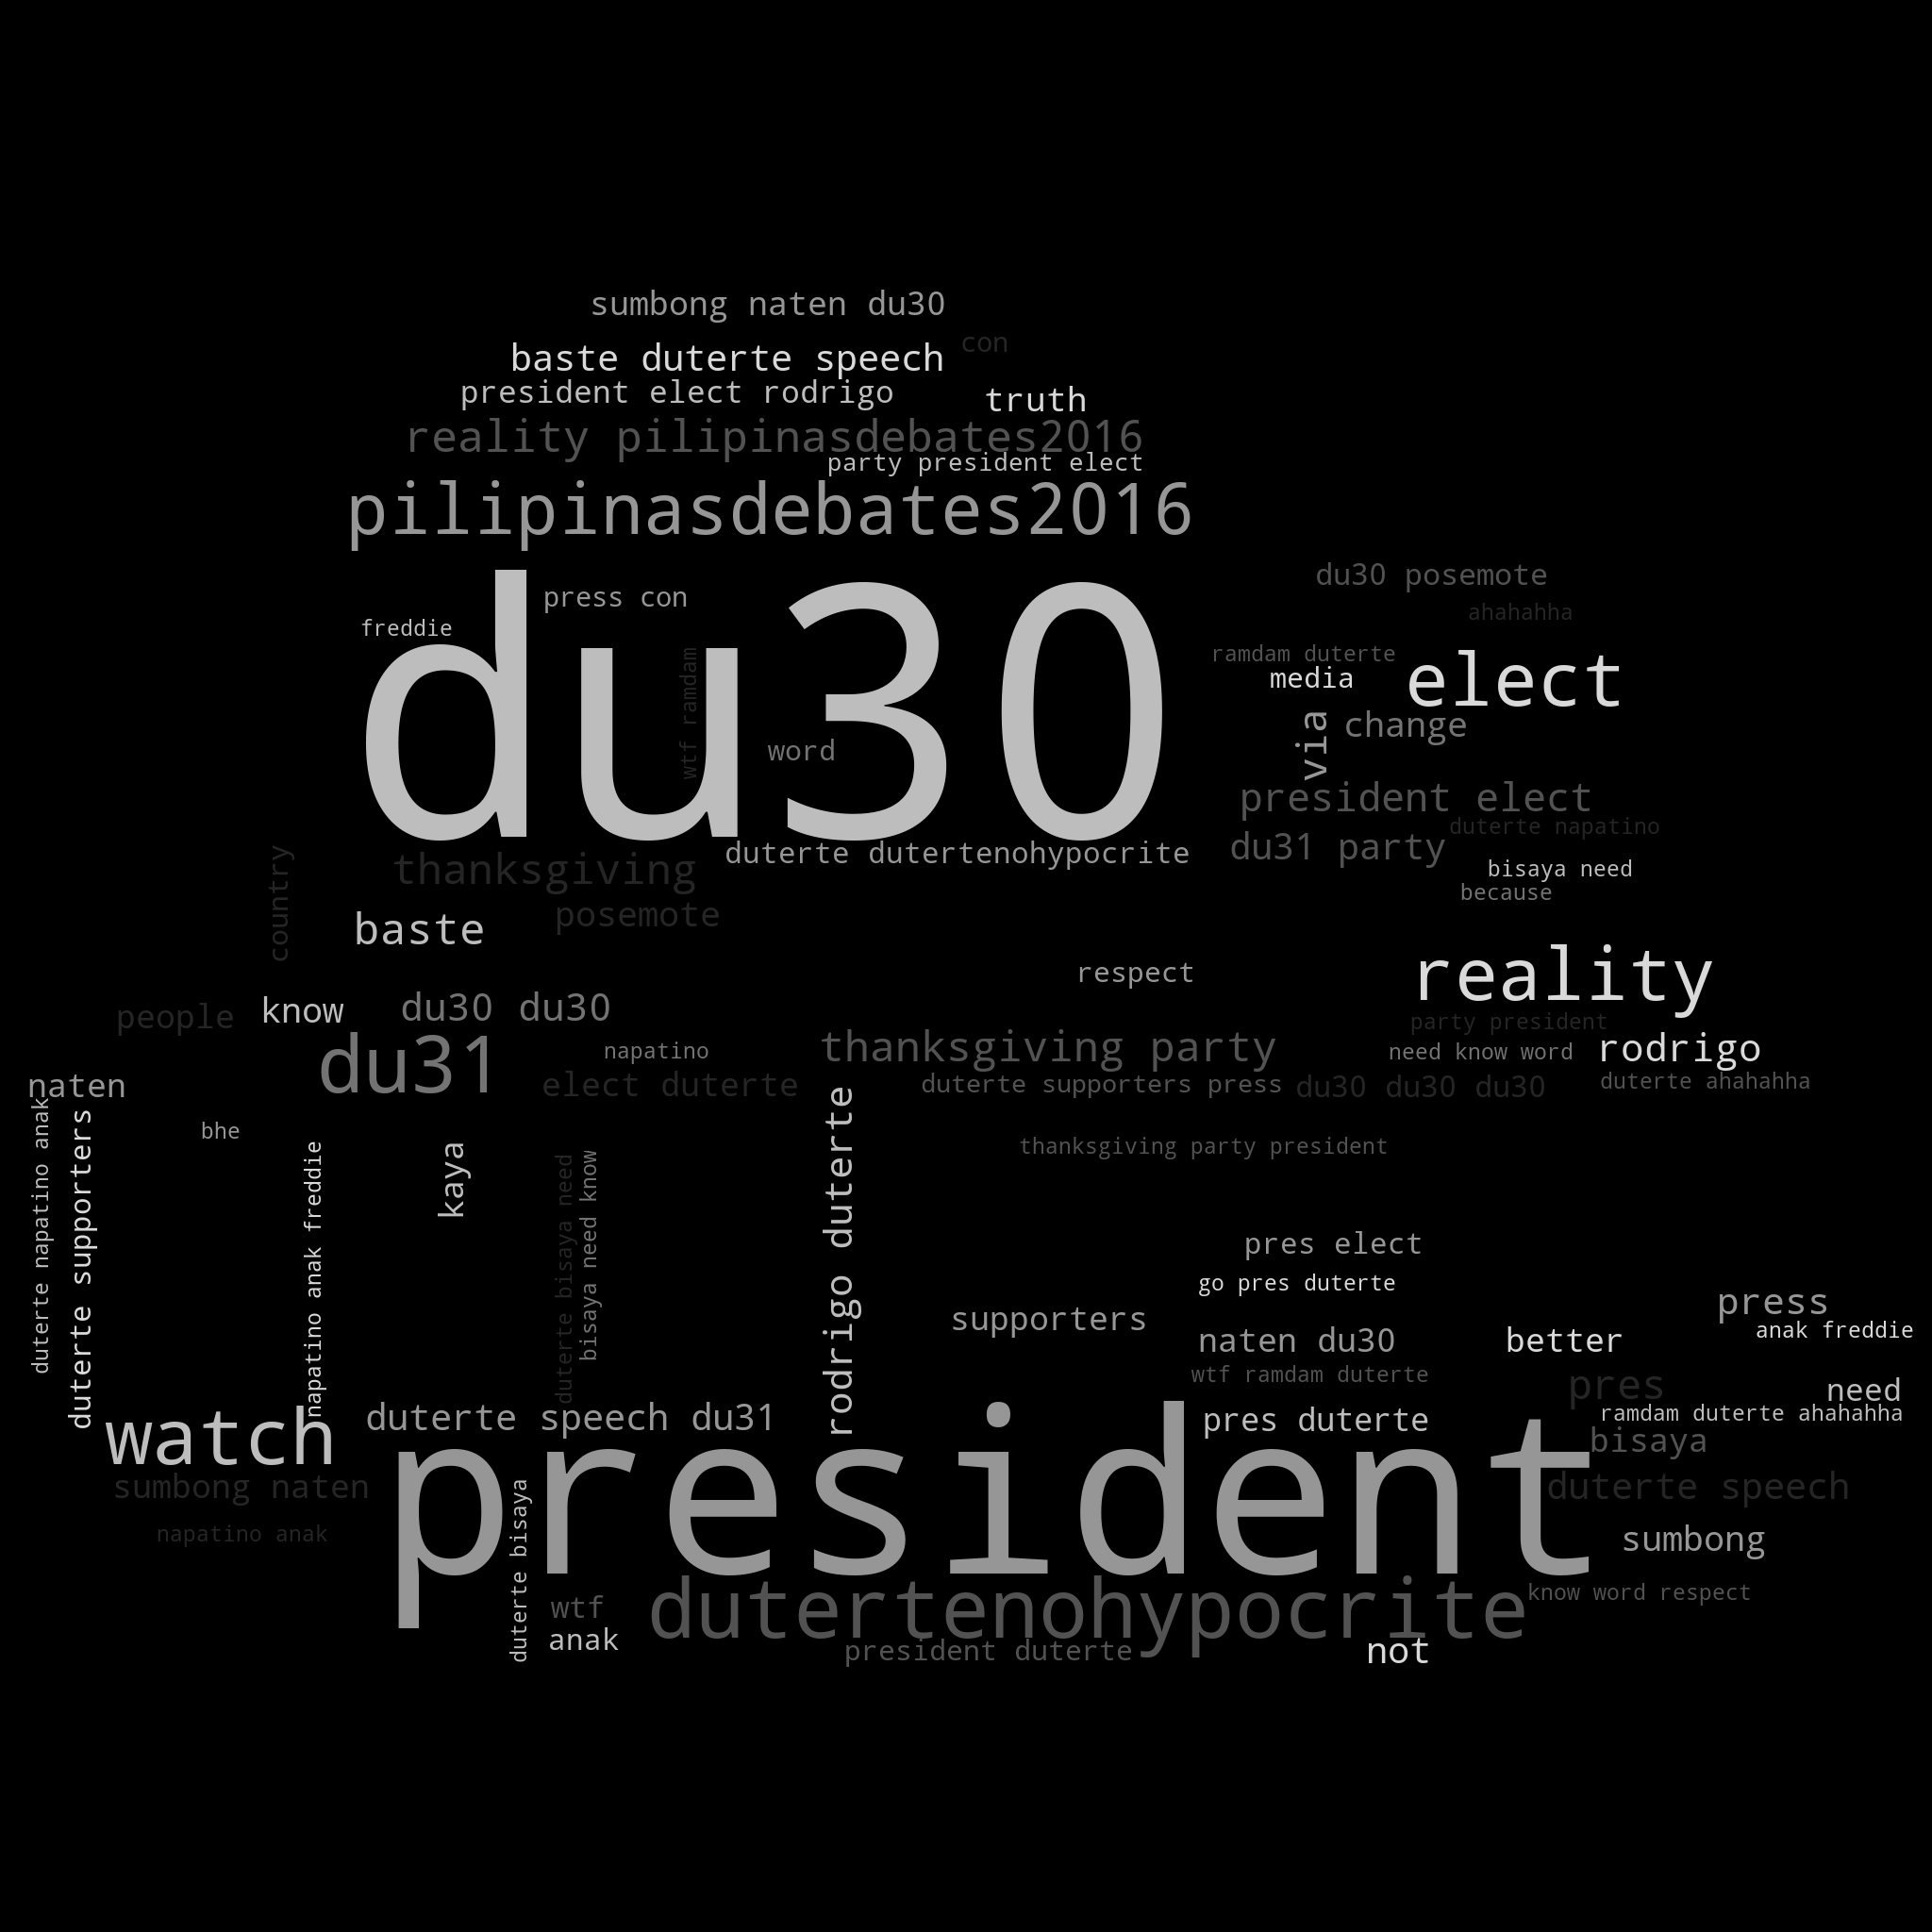 sumbong naten du30
con
baste duterte speech
president elect rodrigo
truth
reality pilipinasdebates2016
party president elect
pilipinasdebates2016
du30 posemote
press con
ahahahha
freddie
du30
wtf ramdam
ramdam duterte
media
elect
via
change
word
president elect
duterte napatino
du31 party
duterte dutertenohypocrite
country
thanksgiving
bisaya need
because
posemote
baste
respect
reality
people
know
du30 du30
party president
du31
napatino
thanksgiving party
need know word
rodrigo
naten
elect duterte
duterte supporters press
du30 du30 du30
duterte ahahahha
duterte napatino anak
duterte supporters
bhe
napatino anak freddie
kaya
duterte bisaya need
bisaya need know
rodrigo duterte
thanksgiving party president
pres elect
go pres duterte
supporters
naten du30
better
press
anak freddie
wtf ramdam duterte
pres
need
watch
duterte speech du31
pres duterte
ramdam duterte ahahahha
bisaya
president
sumbong naten
duterte speech
napatino anak
duterte bisaya
sumbong
wtf
dutertenohypocrite
know word respect
anak
president duterte
not